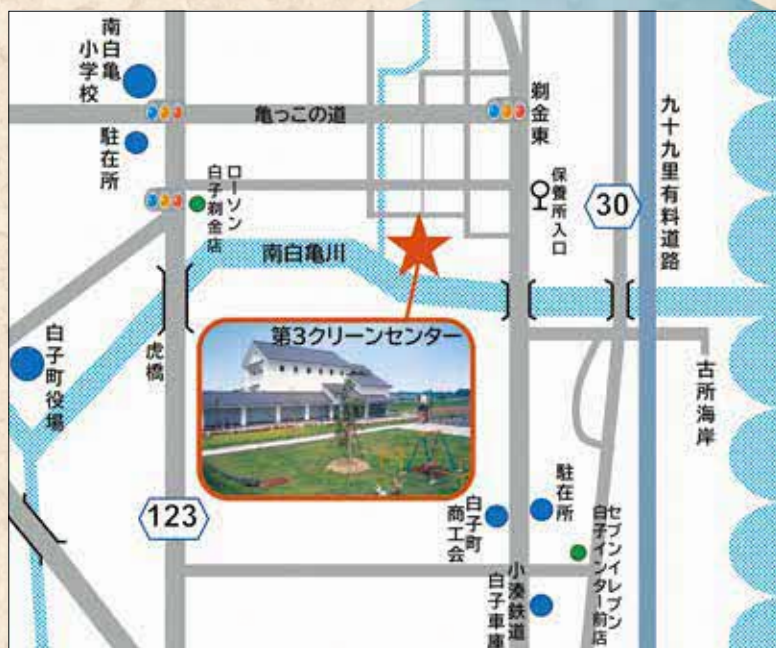 南白亀
小学校
駐在所
亀っこの道
剃金東
九十九里有料道路
ローソン
白子剃金店
保養所入口
30
南白亀川
虎橋
白子町役場
第3クリーンセンター
古所海岸
123
白子町
商工会
駐在所
セブンイレブン
白子インター前店
小湊鉄道
白子車庫